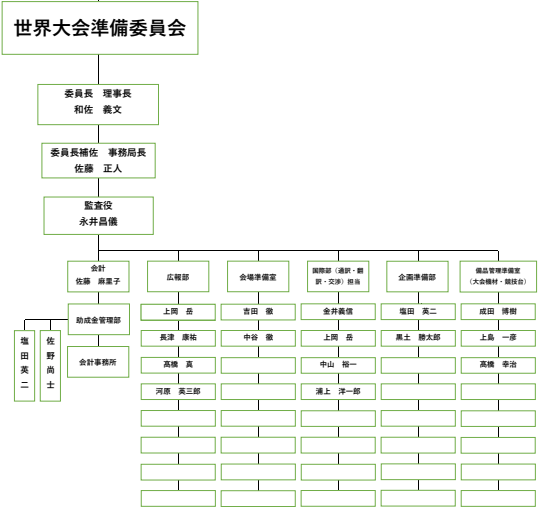 世界大会準備委員会
委員長　理事長
和佐　義文
委員長補佐　事務局長
佐藤　正人
監査役
永井昌儀
会計
佐藤　麻里子
広報部
会場準備室
国際部（通訳・翻
訳・交渉）担当
企画準備部
備品管理準備室
（大会機材・競技台）
助成金管理部
会計事務所
塩田英二
佐野尚士
上岡　岳
吉田　徹
金井義信
塩田　英二
成田　博樹
長津　康祐
中谷　徹
上岡　岳
黒土　勝太郎
上島　一彦
髙橋　真
中山　裕一
髙橋　幸治
河原　英三郎
浦上　洋一郎